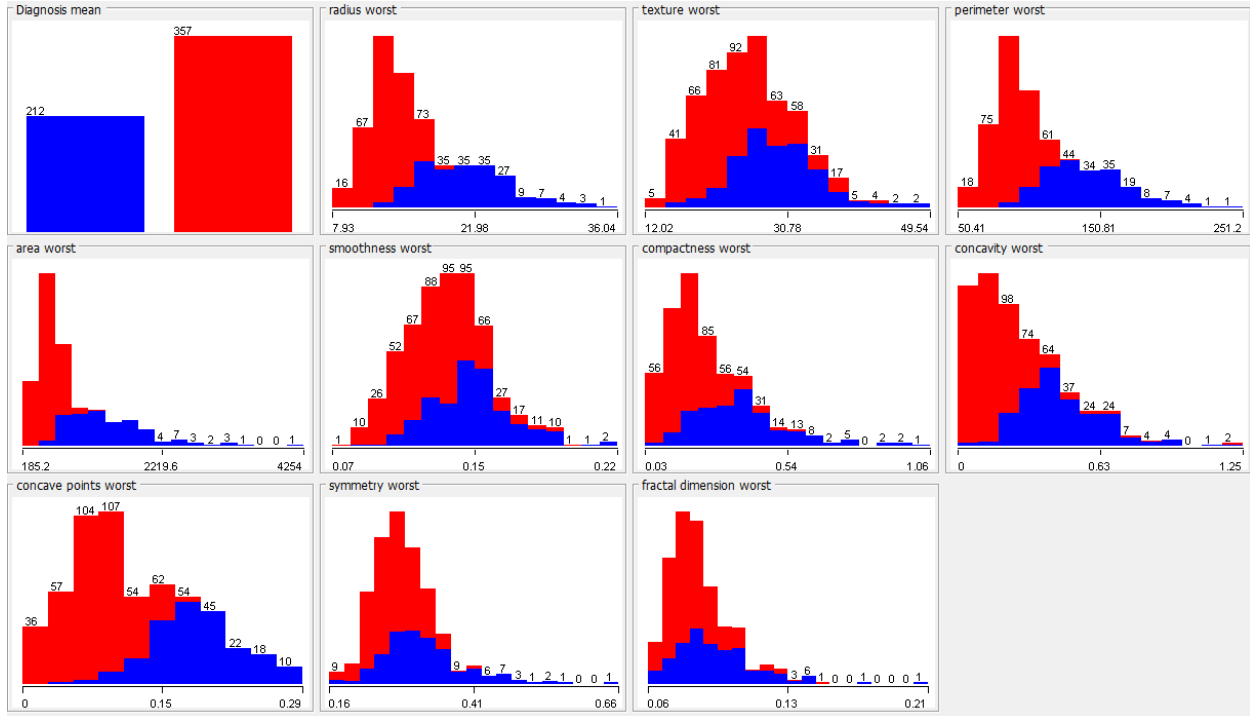 Diagnosis mean
357
212
radius worst
16
67
73
35 35 35
27
9 7 4 3 1
7.93 21.98 36.04
texture worst
5
41
66
81
92
63
58
31
17
5 4 2 2
12.02 30.78 49.54
perimeter worst
18
75
61
44
34 35
19
8 7 4 1 1
50.41 150.81 251.2
area worst
4 7 3 2 3 1 0 0 1
185.2 2219.6 4254
smoothness worst
1
10
26
52
67
88
95 95
66
27
17
11 10
1 1 2
0.07 0.15 0.22
compactness worst
56
85
56 54
31
14 13
8
2 5 0 2 2 1
0.03 0.54 1.06
concavity worst
98
74
64
37
24 24
7 4 4 0 1 2
0 0.63 1.25
concave points worst
36
57
104 107
54
62
54
45
22 18
10
0 0.15 0.29
symmetry worst
9
9
40
6 7 3 1 2 1 0 0 1
0.16 0.41 0.66
fractal dimension worst
3 6 1 0 0 1 0 0 0 1
0.06 0.13 0.21